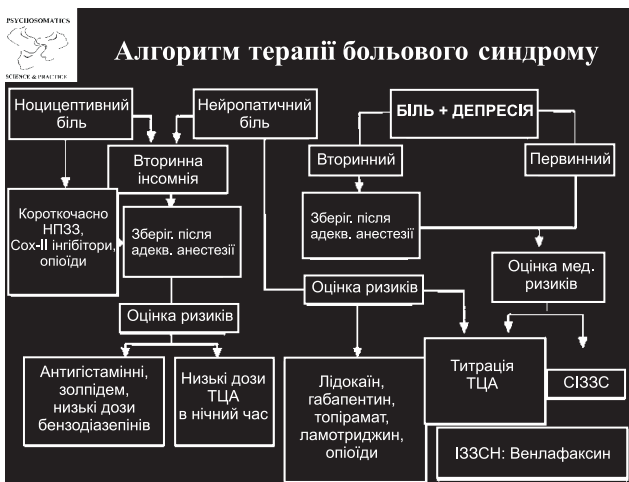 PSYCHOSOMATICS
SCIENCE & PRACTICE
Алгоритм терапії больового синдрому
Ноцицептивний
біль
Нейропатичний
біль
БІЛЬ + ДЕПРЕСІЯ
Вторинна
інсомнія
Вторинний
Первинний
Короткочасно
НПЗЗ,
Cox-II інгібітори,
опіоїди
Зберіг. після
адекв. анестезії
Зберіг. після
адекв. анестезії
Оцінка мед.
ризиків
Оцінка ризиків
Оцінка ризиків
Антигістамінні,
золпідем,
низькі дози
бензодіазепінів
Низькі дози
ТЦА
в нічний час
Лідокаїн,
габапентин,
топірамат,
ламотриджин,
опіоїди
Титрація
ТЦА
СІЗЗС
ІЗЗСН: Венлафаксин